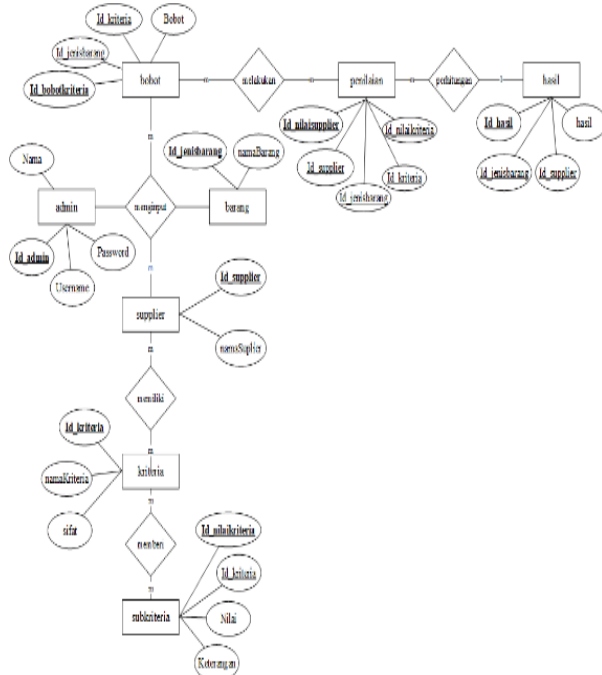 Id_kriteria
Bobot
Id_jenisbarang
Id_bobotkriteria
bobot
m
melakukan
m
penilaian
m
perhitungan
1
hasil
Id_nilaisupplier
Id_nilaikriteria
Id_supplier
Id_kriteria
Id_jenisbarang
Id_hasil
hasil
Id_jenisbarang
Id_supplier
m
Id_jenisbarang
namaBarang
Nama
admin
menginput
barang
Id_admin
Password
Username
m
Id_supplier
supplier
namaSuplier
m
memiliki
Id_kriteria
m
namaKriteria
kriteria
sifat
m
Id_nilaikriteria
Id_kriteria
m
subkriteria
Nilai
Keterangan